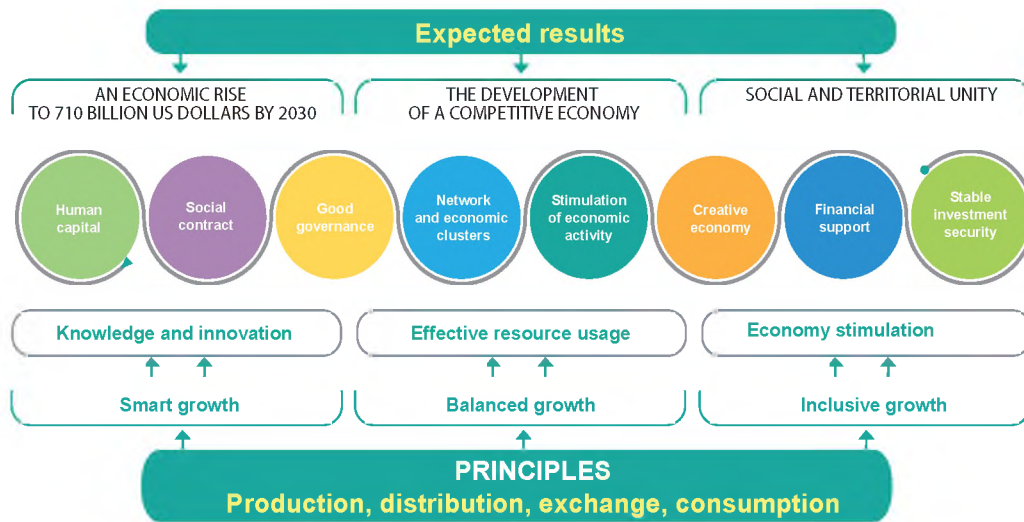 Expected results
AN ECONOMIC RISE
TO 710 BILLION US DOLLARS BY 2030
THE DEVELOPMENT
OF A COMPETITIVE ECONOMY
SOCIAL AND TERRITORIAL UNITY
Human
capital
Social
contract
Good
governance
Network
and economic
clusters
Stimulation
of economic
activity
Creative
economy
Financial
support
Stable
investment
security
Knowledge and innovation
Effective resource usage
Economy stimulation
Smart growth
Balanced growth
Inclusive growth
PRINCIPLES
Production, distribution, exchange, consumption